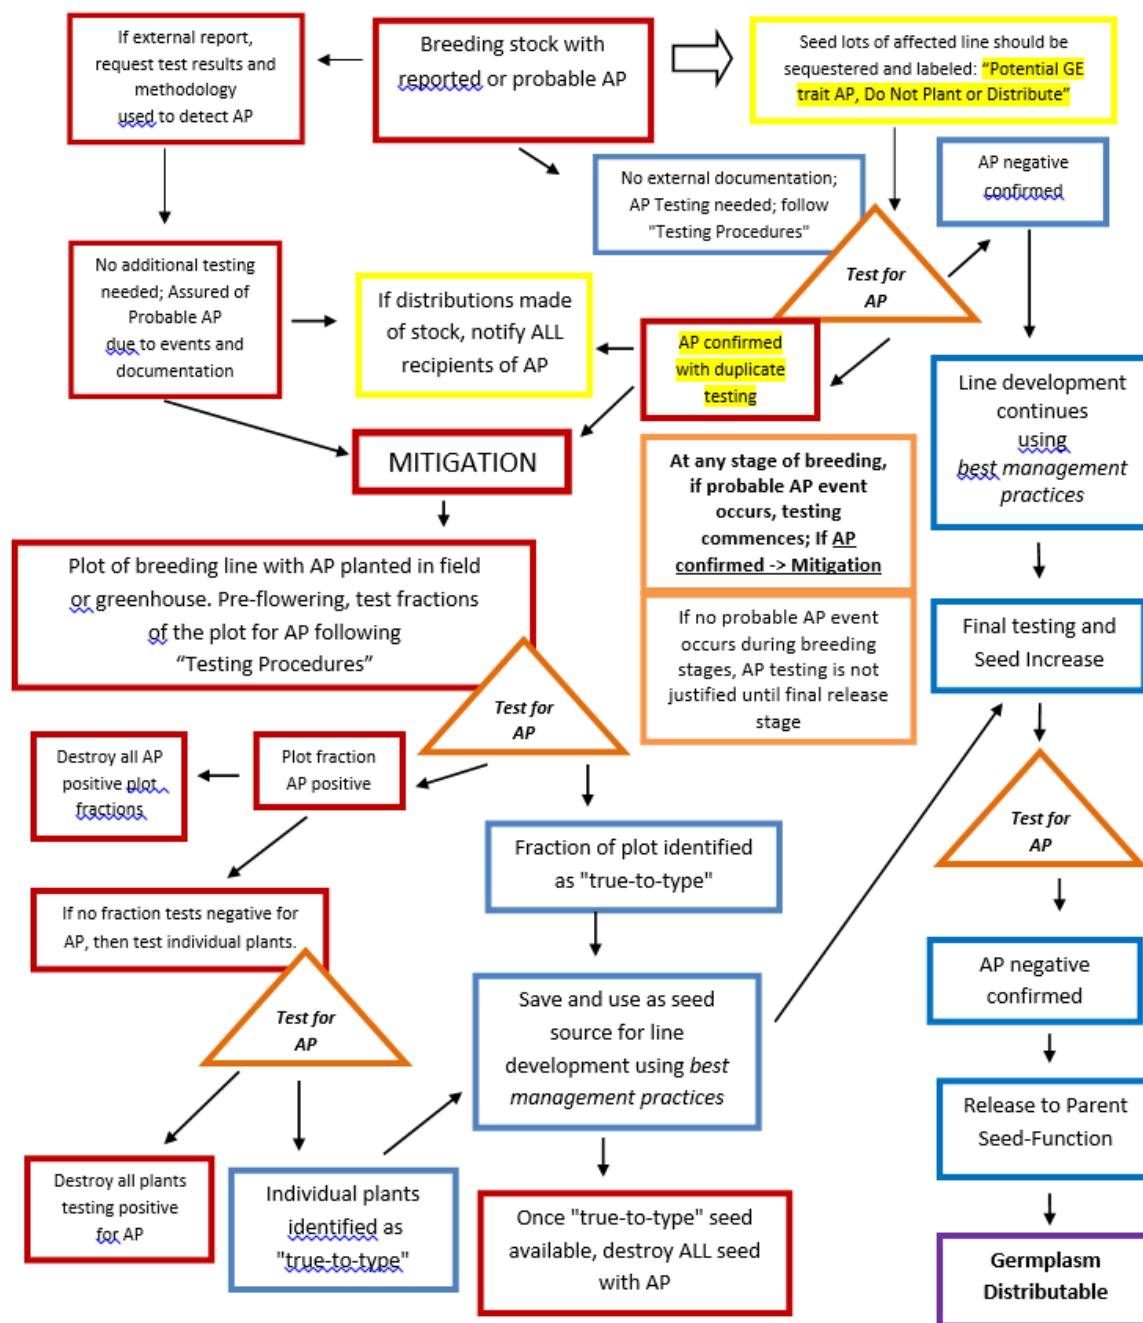 If external report,
request test results and
methodology
used to detect AP
Breeding stock with
reported or probable AP
Seed lots of affected line should be
sequestered and labeled: “Potential GE
trait AP, Do Not Plant or Distribute”
No external documentation;
AP Testing needed; follow
"Testing Procedures"
AP negative
confirmed
Test for
AP
No additional testing
needed; Assured of
Probable AP
due to events and
documentation
If distributions made
of stock, notify ALL
recipients of AP
AP confirmed
with duplicate
testing
Line development
continues
using
best management
practices
MITIGATION
At any stage of breeding,
if probable AP event
occurs, testing
commences; If AP
confirmed -> Mitigation
If no probable AP event
occurs during breeding
stages, AP testing is not
justified until final release
stage
Plot of breeding line with AP planted in field
or greenhouse. Pre-flowering, test fractions
of the plot for AP following
“Testing Procedures”
Final testing and
Seed Increase
Test for
AP
Destroy all AP
positive plot
fractions
Plot fraction
AP positive
Test for
AP
Fraction of plot identified
as "true-to-type"
If no fraction tests negative for
AP, then test individual plants.
AP negative
confirmed
Save and use as seed
source for line
development using best
management practices
Test for
AP
Release to Parent
Seed-Function
Destroy all plants
testing positive
for AP
Individual plants
identified as
"true-to-type"
Once "true-to-type" seed
available, destroy ALL seed
with AP
Germplasm
Distributable